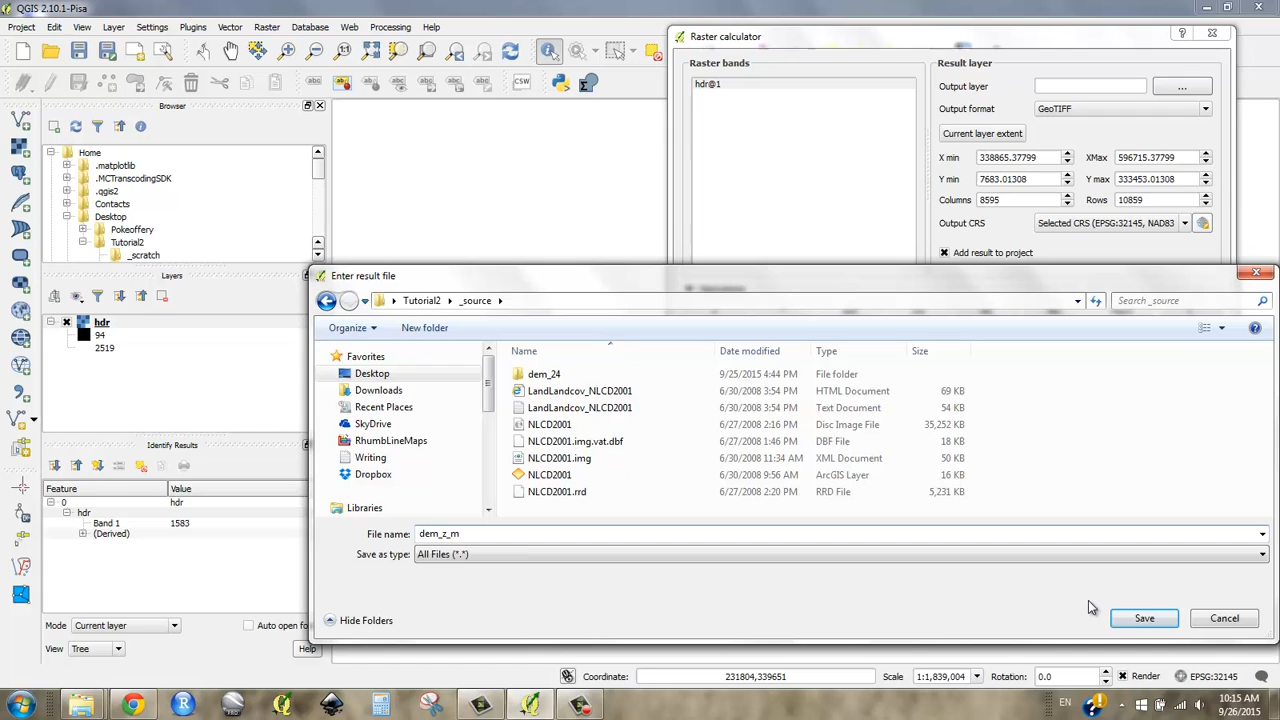 QGIS 2.10.1-Pisa
Project Edit View Layer Settings Plugins Vector Raster Database Web Processing Help
Raster calculator
Raster bands
hdr@1
Result layer
Output layer
...
Output format
GeoTIFF
Current layer extent
X min 338865.37799 XMax 596715.37799
Y min 7683.01308 Y max 333453.01308
Columns 8595 Rows 10859
Output CRS Selected CRS (EPSG:32145, NAD83
Add result to project
CSW
Browser
Home
.matplotlib
.MCTranscodingSDK
.qgis2
Contacts
Desktop
Pokeoffery
Tutorial2
_scratch
Layers
hdr
94
2519
Identify Results
Feature Value
0 hdr
hdr
Band 1 1583
(Derived)
Mode Current layer
Auto open fo
View Tree
Help
Enter result file
Tutorial2 _source
Search _source
Organize New folder
Favorites
Desktop
Downloads
Recent Places
SkyDrive
RhumbLineMaps
Writing
Dropbox
Libraries
Name Date modified Type Size
dem_24 9/25/2015 4:44 PM File folder
LandLandcov_NLCD2001 6/30/2008 3:54 PM HTML Document 69 KB
LandLandcov_NLCD2001 6/30/2008 3:54 PM Text Document 54 KB
NLCD2001 6/27/2008 2:16 PM Disc Image File 35,252 KB
NLCD2001.img.vat.dbf 6/27/2008 1:46 PM DBF File 18 KB
NLCD2001.img 6/30/2008 11:34 AM XML Document 50 KB
NLCD2001 6/30/2008 9:56 AM ArcGIS Layer 16 KB
NLCD2001.rrd 6/27/2008 2:20 PM RRD File 5,231 KB
File name: dem_z_m
Save as type: All Files (*.*)
Hide Folders
Save
Cancel
Coordinate: 231804,339651 Scale 1:1,839,004 Rotation: 0.0 Render EPSG:32145
EN
10:15 AM
9/26/2015